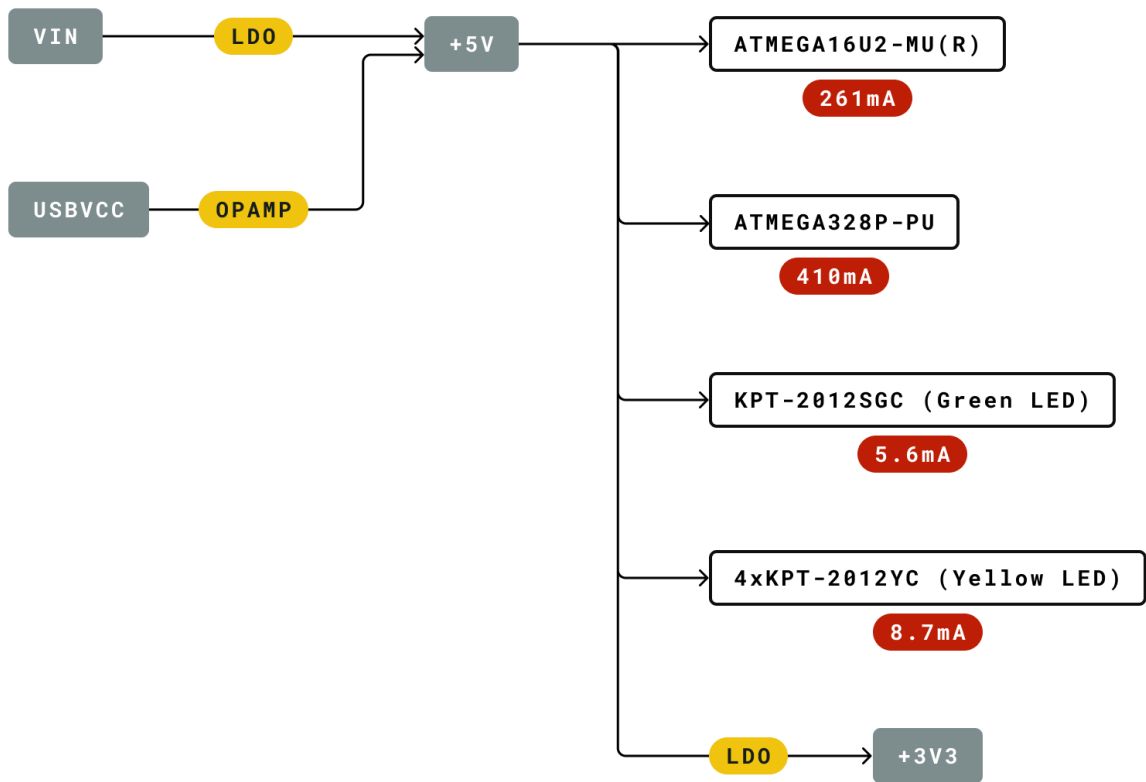 VIN
LDO
+5V
ATMEGA16U2-MU(R)
261mA
USBVCC
OPAMP
ATMEGA328P-PU
410mA
KPT-2012SGC (Green LED)
5.6mA
4xKPT-2012YC (Yellow LED)
8.7mA
LDO
+3V3